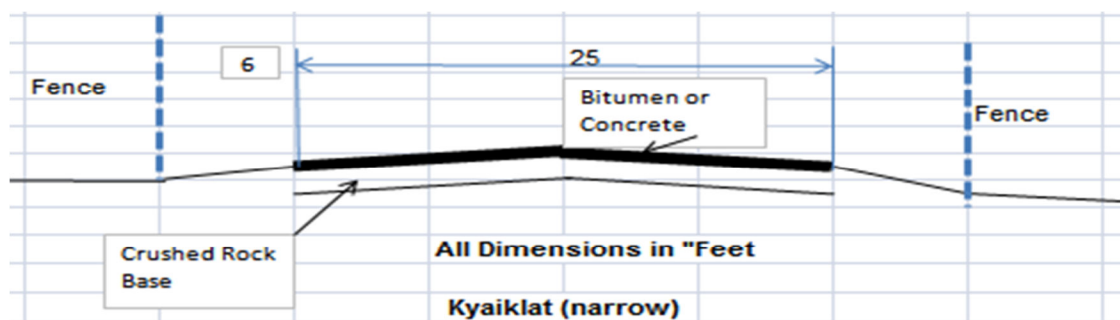 6
25
Fence
Bitumen or
Concrete
Fence
Crushed Rock
Base
All Dimensions in "Feet
Kyaiklat (narrow)